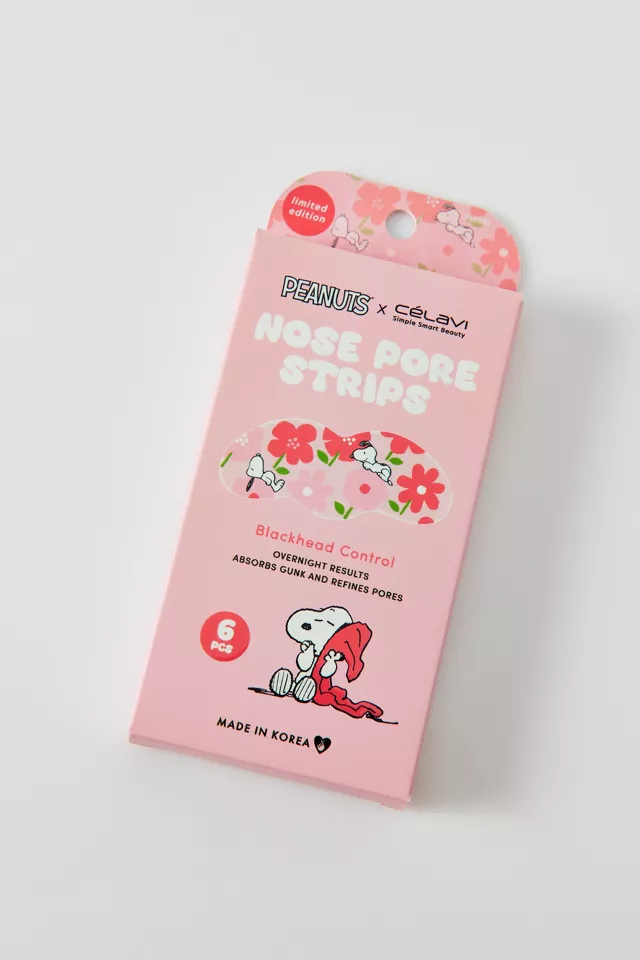 limited
edition
PEANUTS x CéLaVi
Simple Smart Beauty
NOSE PORE
STRIPS
Blackhead Control
OVERNIGHT RESULTS
ABSORBS GUNK AND REFINES PORES
6
PCS
MADE IN KOREA